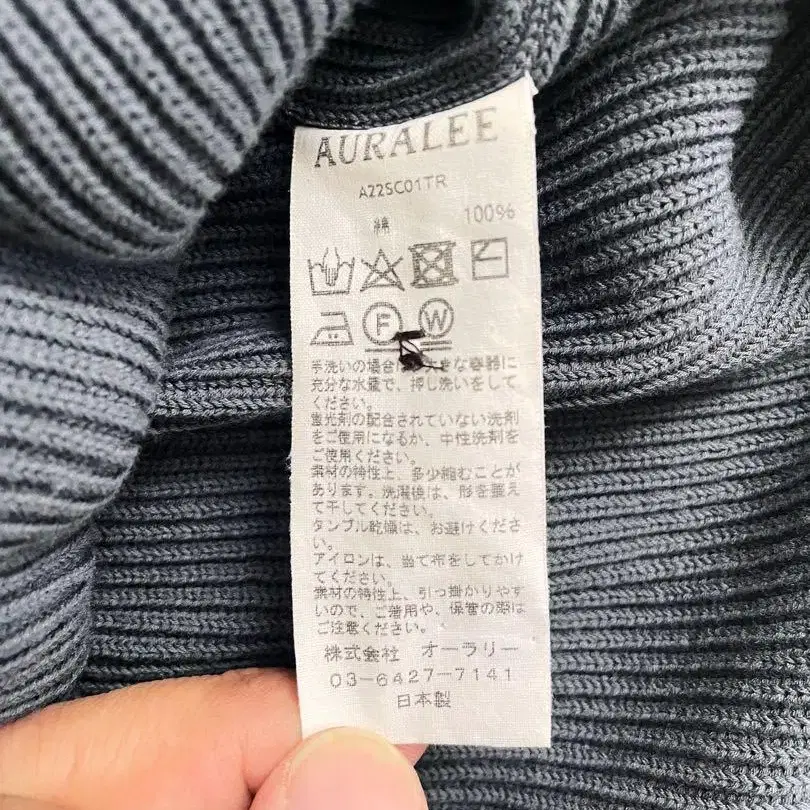 AURALEE
A22SC01TR
綿 100%
F W
手洗いの場合は、大きな容器に
充分な水量で、押し洗いをして
ください。
蛍光剤の配合されていない洗剤
をご使用になるか、中性洗剤を
ご使用ください。
素材の特性上、多少縮むことが
あります。洗濯後は、形を整え
て干してください。
タンブル乾燥は、お避けくださ
い。
アイロンは、当て布をしてかけ
てください。
素材の特性上、引っ掛かりやす
いので、ご着用や、保管の際は
ご注意ください。
株式会社 オーラリー
03-6427-7141
日本製